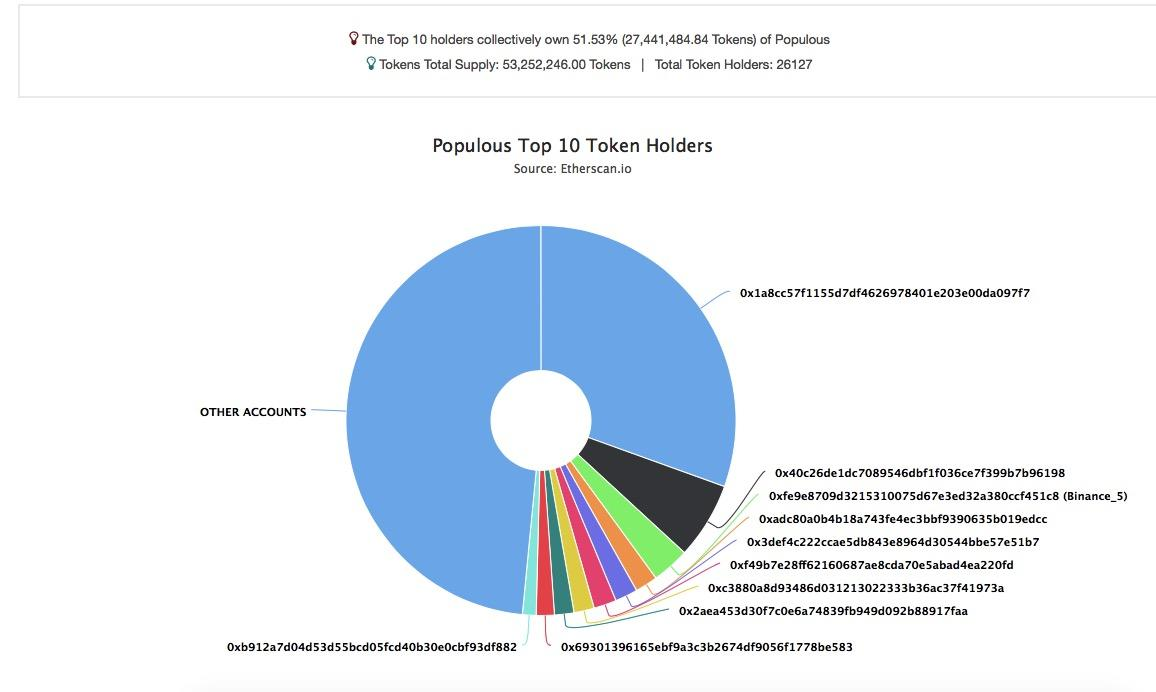 The Top 10 holders collectively own 51.53% (27,441,484.84 Tokens) of Populous
Tokens Total Supply: 53,252,246.00 Tokens | Total Token Holders: 26127
Populous Top 10 Token Holders
Source: Etherscan.io
0x1a8cc57f1155d7df4626978401e203e00da097f7
OTHER ACCOUNTS
0x40c26de1dc7089546dbf1f036ce7f399b7b96198
0xfe9e8709d3215310075d67e3ed32a380ccf451c8 (Binance_5)
0xadc80a0b4b18a743fe4ec3bbf9390635b019edcc
0x3def4c222ccae5db843e8964d30544bbe57e51b7
0xf49b7e28ff62160687ae8cda70e5abad4ea220fd
0xc3880a8d93486d031213022333b36ac37f41973a
0x2aea453d30f7c0e6a74839fb949d092b88917faa
0xb912a7d04d53d55bcd05fcd40b30e0cbf93df882
0x69301396165ebf9a3c3b2674df9056f1778be583